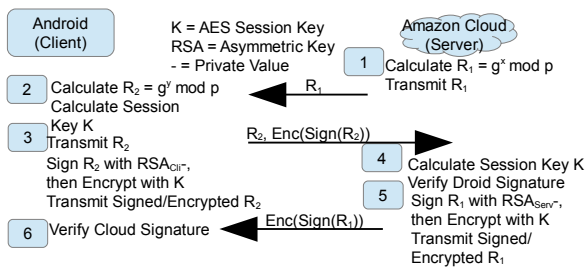 Android
(Client)
K = AES Session Key
RSA = Asymmetric Key
- = Private Value
Amazon Cloud
(Server)
1
Calculate R1 = g^x mod p
Transmit R1
R1
2
Calculate R2 = g^y mod p
Calculate Session
Key K
3
Transmit R2
Sign R2 with RSACli-,
then Encrypt with K
Transmit Signed/Encrypted R2
R2, Enc(Sign(R2))
4
Calculate Session Key K
Verify Droid Signature
5
Sign R1 with RSAServ-,
then Encrypt with K
Transmit Signed/
Encrypted R1
Enc(Sign(R1))
6
Verify Cloud Signature